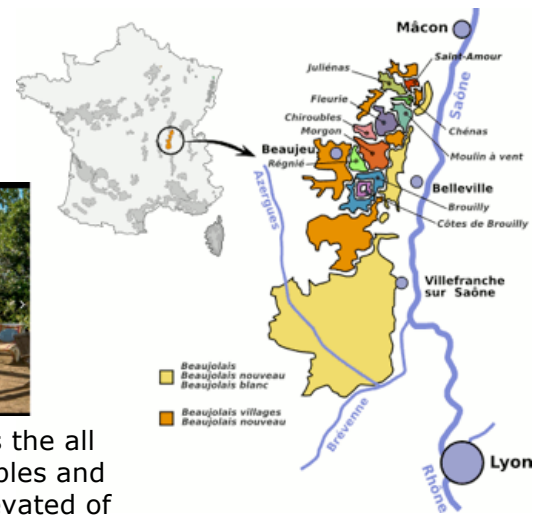 Mâcon
Saint-Amour
Juliénas
Saône
Fleurie
Chiroubles
Chénas
Morgon
Moulin à vent
Beaujeu
Régnié
Belleville
Azergues
Brouilly
Côtes de Brouilly
Villefranche
sur Saône
Beaujolais
Beaujolais nouveau
Beaujolais blanc
Beaujolais villages
Beaujolais nouveau
Brévenne
Lyon
Rhône
s the all
bles and
vated of